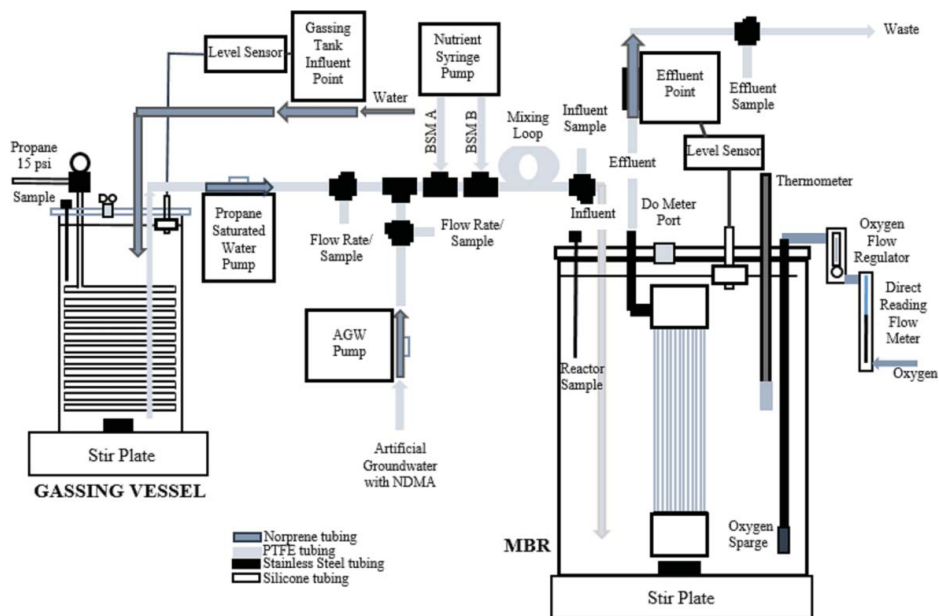 Gassing
Tank
Influent
Point
Level Sensor
Nutrient
Syringe
Pump
Water
BSM A
BSM B
Mixing
Loop
Influent
Sample
Effluent
Point
Effluent
Sample
Waste
Level Sensor
Effluent
Propane
15 psi
Sample
Propane
Saturated
Water
Pump
Flow Rate/
Sample
Flow Rate/
Sample
Influent
Do Meter
Port
Thermometer
Oxygen
Flow
Regulator
Direct
Reading
Flow
Meter
Oxygen
AGW
Pump
Reactor
Sample
Artificial
Groundwater
with NDMA
Stir Plate
GASSING VESSEL
Norprene tubing
PTFE tubing
Stainless Steel tubing
Silicone tubing
MBR
Oxygen
Sparge
Stir Plate